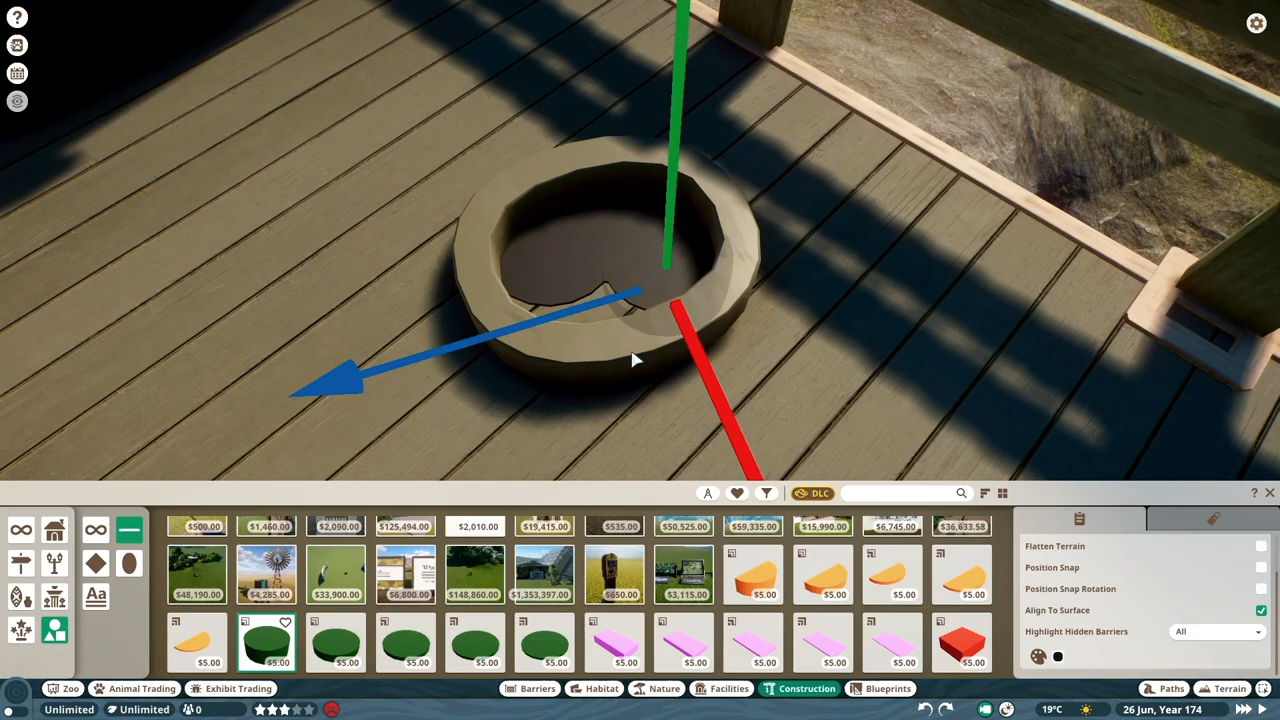 ?
DLC
? ×
$500.00 $1,460.00 $2,090.00 $125,494.00 $2,010.00 $19,415.00 $535.00 $50,525.00 $59,335.00 $15,990.00 $6,745.00 $36,633.58
Flatten Terrain
$48,190.00 $4,285.00 $33,900.00 $6,800.00 $148,860.00 $1,353,397.00 $650.00 $3,115.00 $5.00 $5.00 $5.00 $5.00
Position Snap
Position Snap Rotation
Aa
Align To Surface
Highlight Hidden Barriers All
$5.00 $5.00 $5.00 $5.00 $5.00 $5.00 $5.00 $5.00 $5.00 $5.00 $5.00 $5.00
Zoo Animal Trading Exhibit Trading Barriers Habitat Nature Facilities Construction Blueprints Paths Terrain
Unlimited Unlimited 0 19°C 26 Jun, Year 174